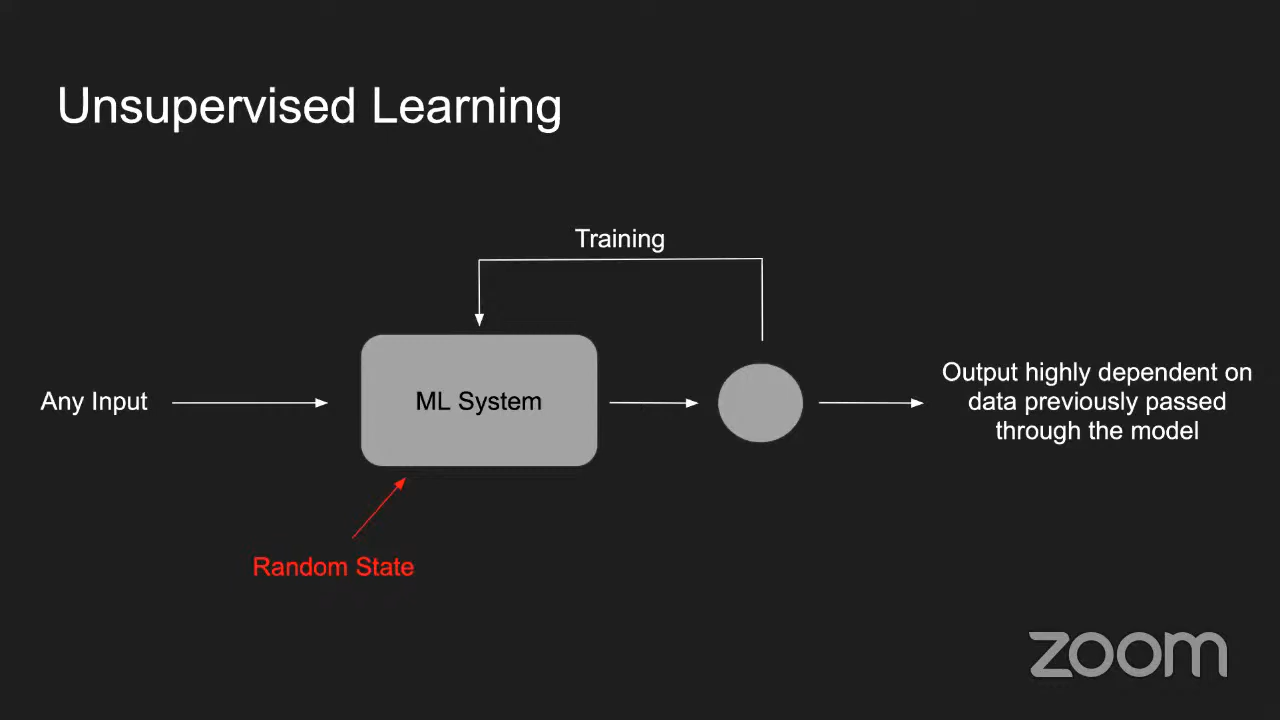 Unsupervised Learning
Training
Any Input
ML System
Output highly dependent on
data previously passed
through the model
Random State
zoom